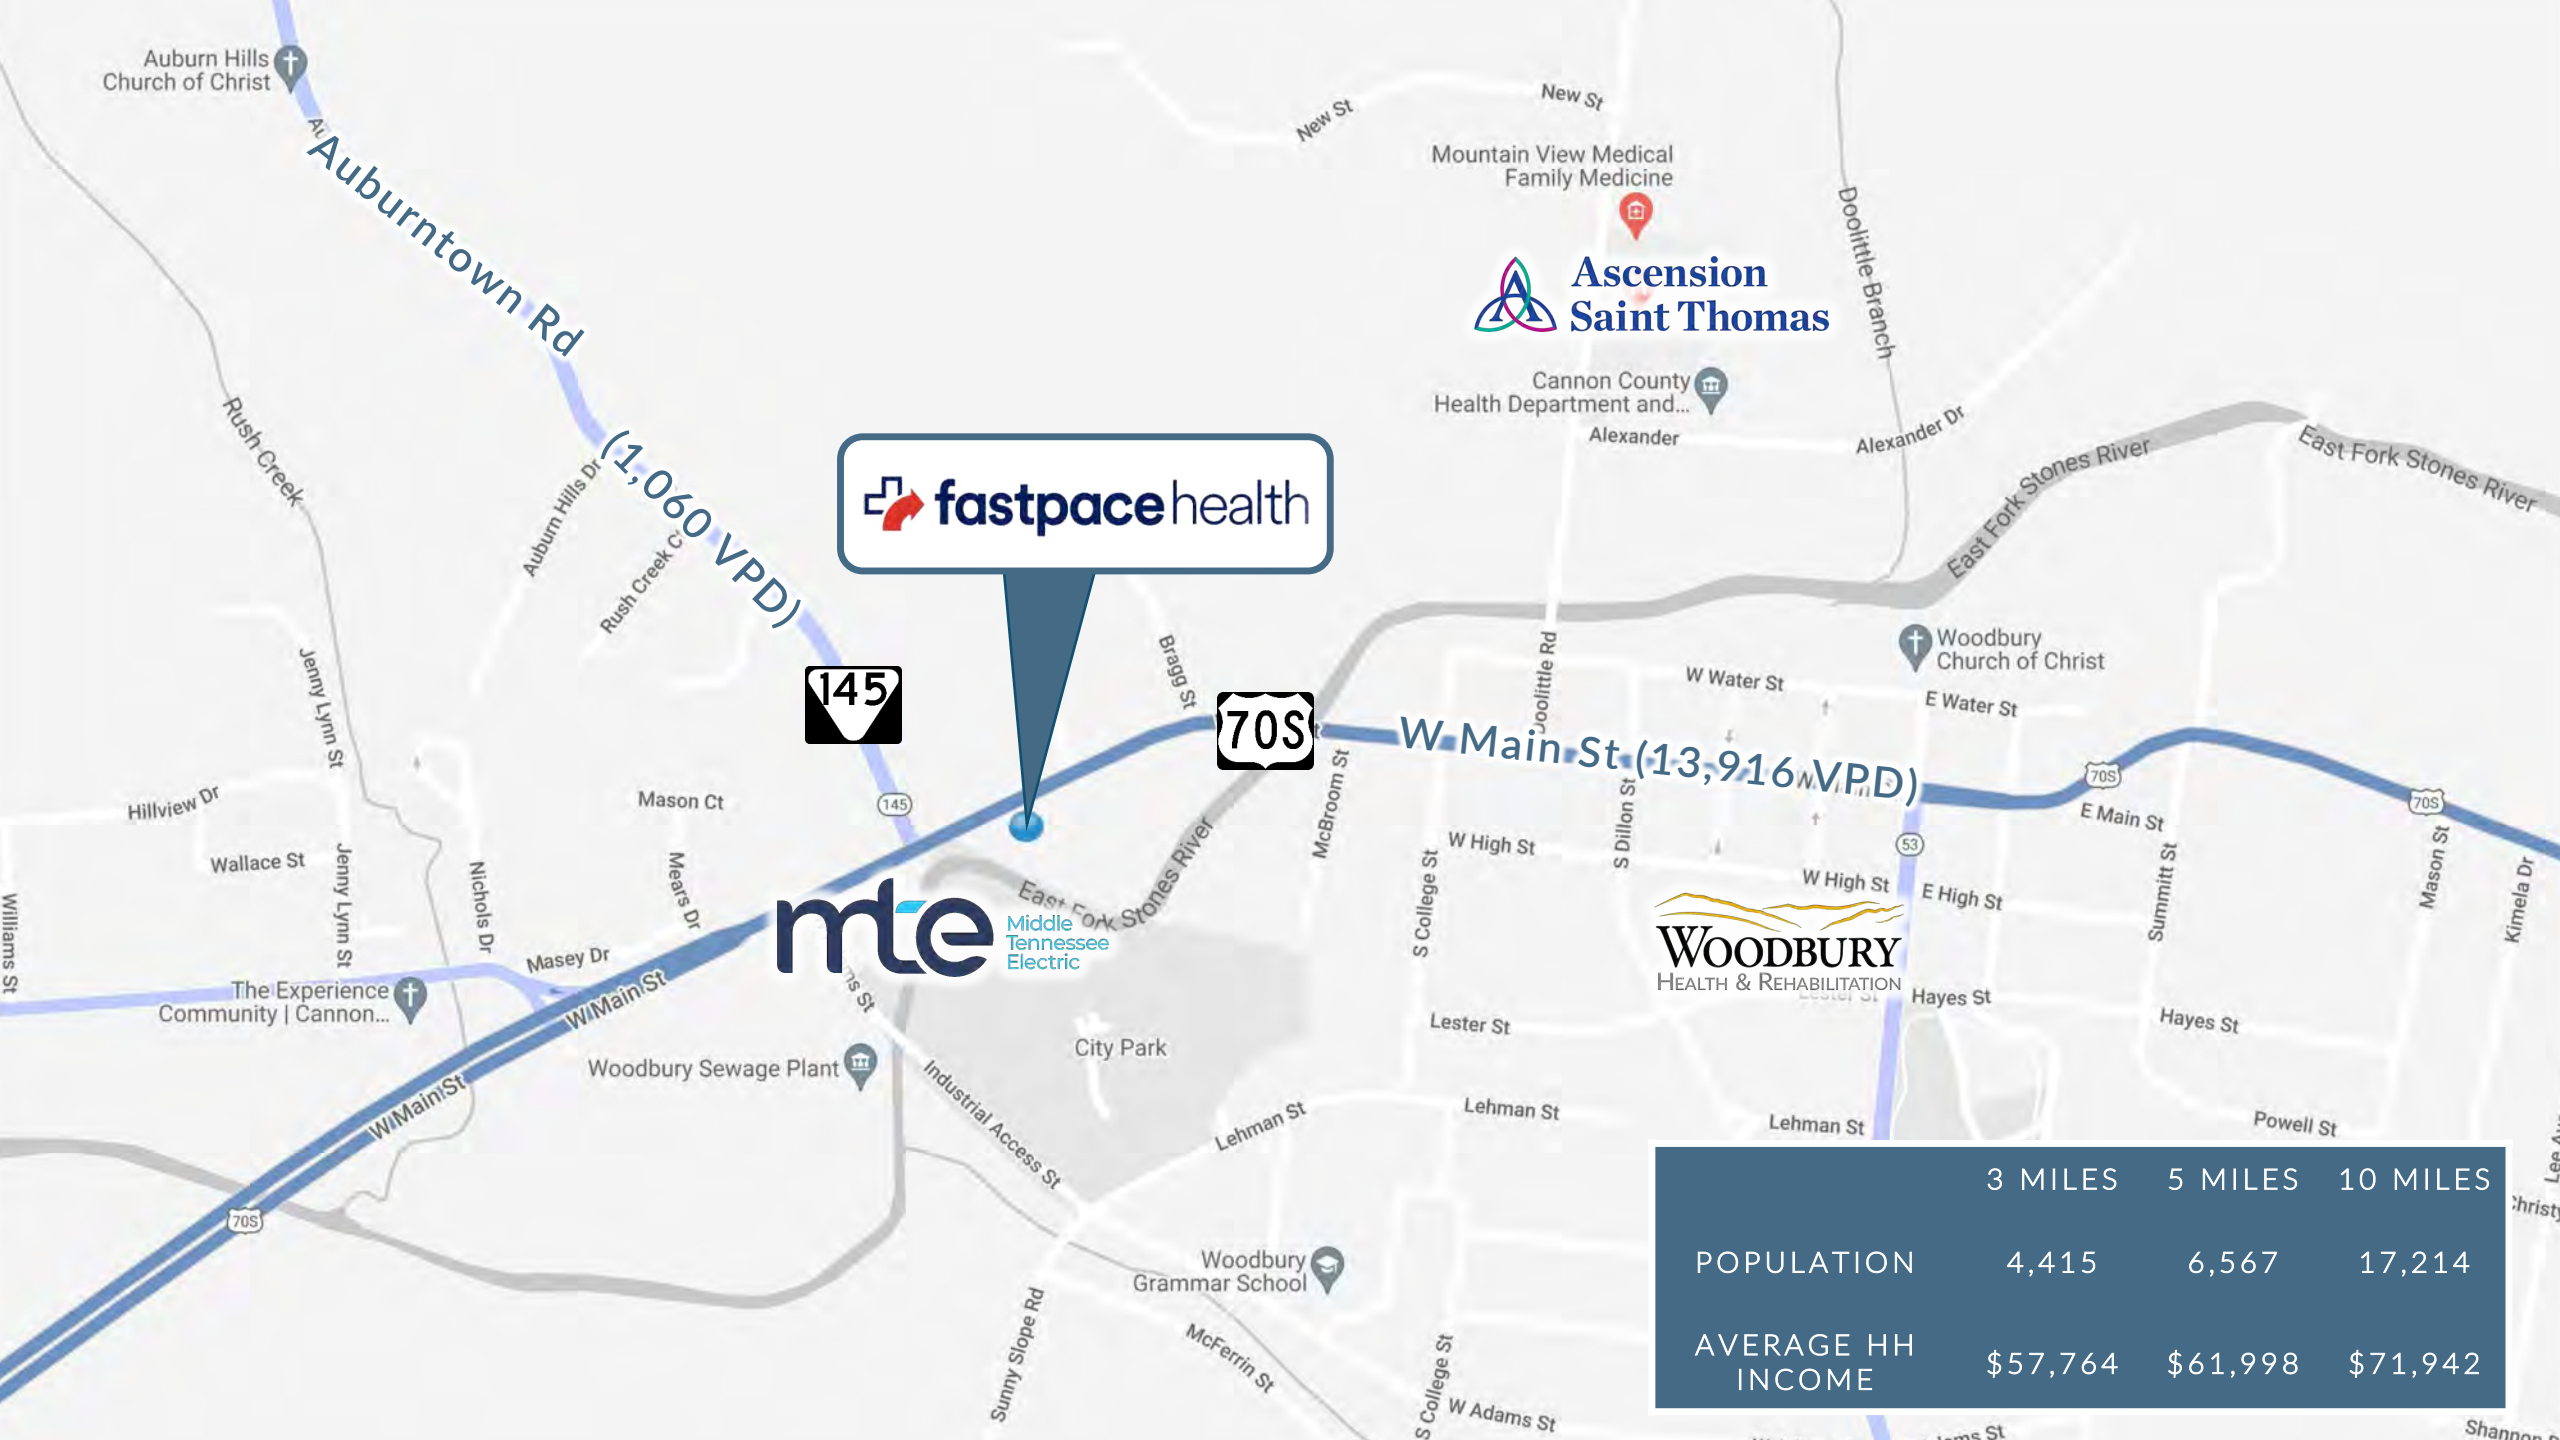 Auburn Hills
Church of Christ
Auburntown Rd
(1,060 VPD)
New St
New St
Mountain View Medical
Family Medicine
Ascension
Saint Thomas
Doolittle Branch
Cannon County
Health Department and...
Alexander
Alexander Dr
East Fork Stones River
East Fork Stones River
Rush Creek
Auburn Hills Dr
Rush Creek
fastpace health
145
70S
Bragg St
Woodbury
Church of Christ
W Water St
E Water St
W Main St (13,916 VPD)
Jenny Lynn St
Hillview Dr
Mason Ct
145
McBroom St
S Dillon St
70S
70S
E Main St
53
W High St
W High St
E High St
Wallace St
Jenny Lynn St
Nichols Dr
Mears Dr
Williams St
East Fork Stones River
mte
Middle
Tennessee
Electric
S College St
Summitt St
Mason St
Kimela Dr
WOODBURY
HEALTH & REHABILITATION
Masey Dr
W Main St
The Experience
Community | Cannon...
Hayes St
Hayes St
Lester St
Woodbury Sewage Plant
City Park
Industrial Access St
W Main St
Lehman St
Lehman St
Lehman St
Powell St
70S
Woodbury
Grammar School
Sunny Slope Rd
McFerrin St
S College St
W Adams St
3 MILES 5 MILES 10 MILES
POPULATION 4,415 6,567 17,214
AVERAGE HH
INCOME $57,764 $61,998 $71,942